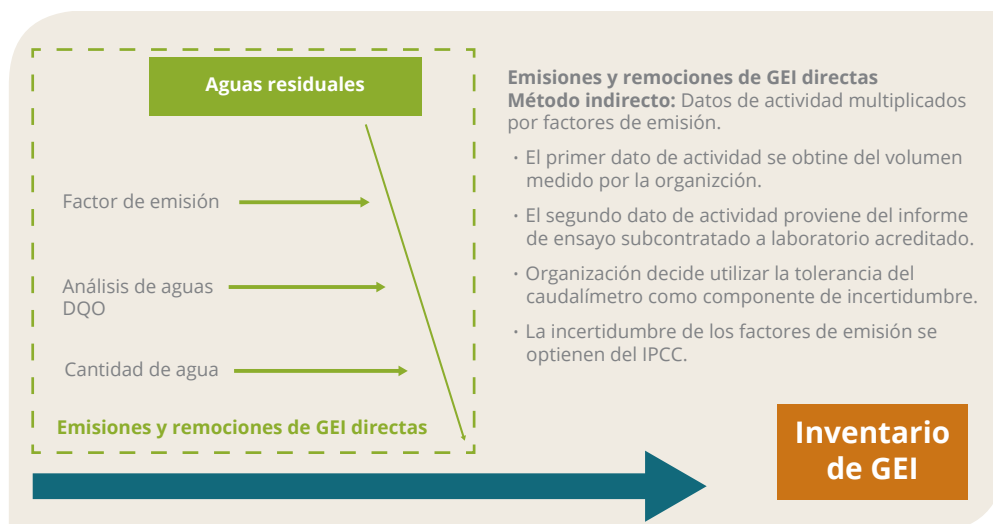 Aguas residuales
Factor de emisión
Análisis de aguas
DQO
Cantidad de agua
Emisiones y remociones de GEI directas
Emisiones y remociones de GEI directas
Método indirecto: Datos de actividad multiplicados
por factores de emisión.
· El primer dato de actividad se obtine del volumen
medido por la organizción.
· El segundo dato de actividad proviene del informe
de ensayo subcontratado a laboratorio acreditado.
· Organización decide utilizar la tolerancia del
caudalímetro como componente de incertidumbre.
· La incertidumbre de los factores de emisión se
optienen del IPCC.
Inventario
de GEI